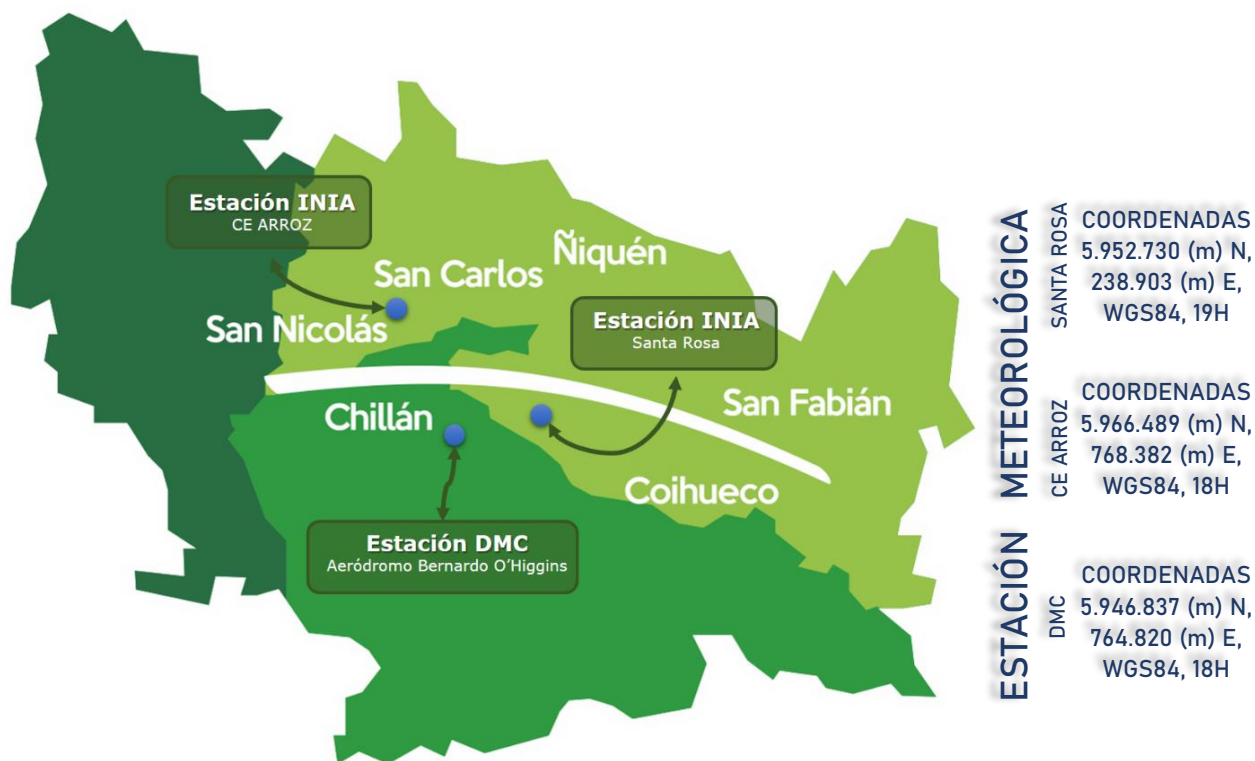 Estación INIA
CE ARROZ
San Carlos
Ñiquén
San Nicolás
Estación INIA
Santa Rosa
San Fabián
Chillán
Coihueco
Estación DMC
Aeródromo Bernardo O´Higgins
ESTACIÓN METEOROLÓGICA
SANTA ROSA
COORDENADAS
5.952.730 (m) N,
238.903 (m) E,
WGS84, 19H
CE ARROZ
COORDENADAS
5.966.489 (m) N,
768.382 (m) E,
WGS84, 18H
DMC
COORDENADAS
5.946.837 (m) N,
764.820 (m) E,
WGS84, 18H